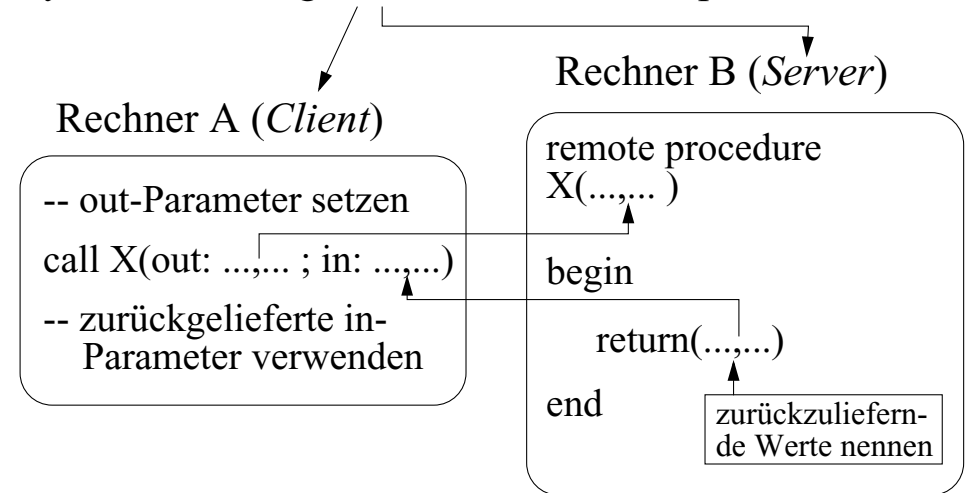 Rechner A (Client)
-- out-Parameter setzen
call X(out: ...,... ; in: ...,...)
-- zurückgelieferte in-
Parameter verwenden
Rechner B (Server)
remote procedure
X(...,... )
begin
return(...,...)
end
zurückzuliefern-
de Werte nennen